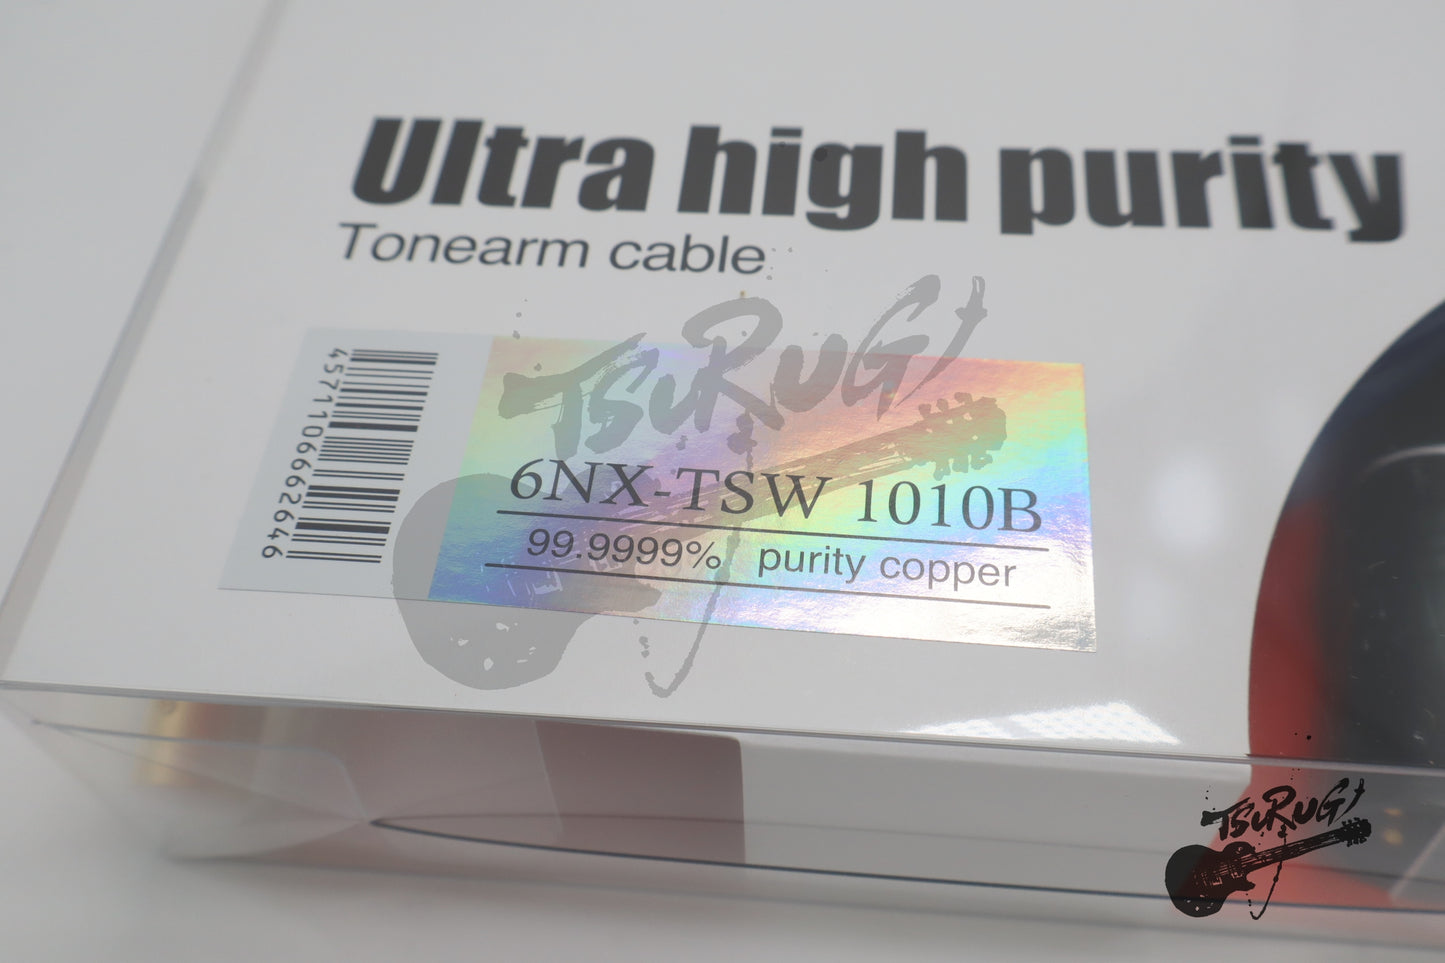 Ultra high purity
Tonearm cable
TSURUGI
4571106662646
6NX-TSW 1010B
99.9999% purity copper
TSURUGI